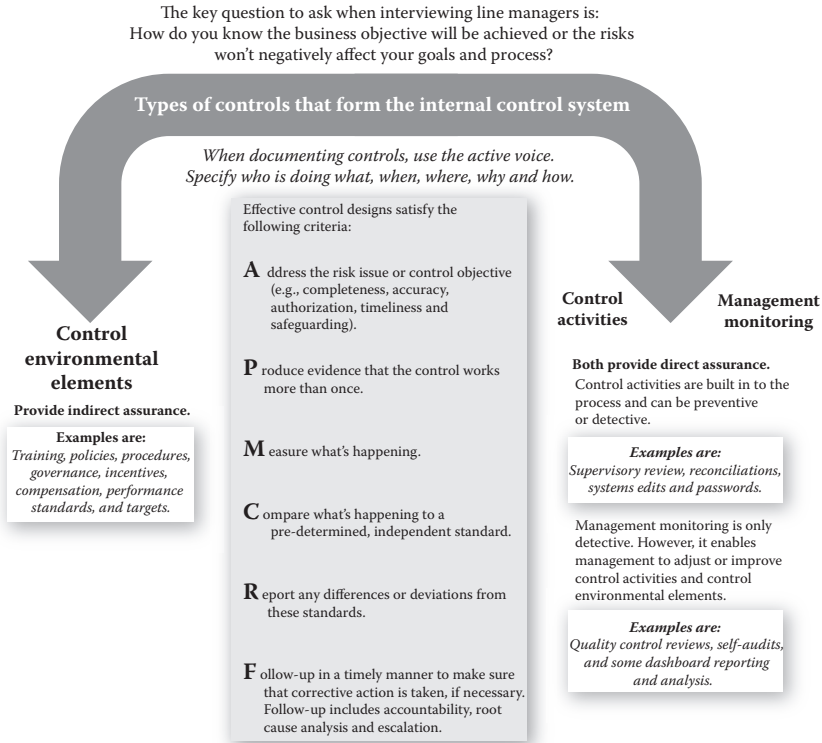 The key question to ask when interviewing line managers is:
How do you know the business objective will be achieved or the risks
won't negatively affect your goals and process?
Types of controls that form the internal control system
When documenting controls, use the active voice.
Specify who is doing what, when, where, why and how.
Control
environmental
elements
Provide indirect assurance.
Examples are:
Training, policies, procedures,
governance, incentives,
compensation, performance
standards, and targets.
Effective control designs satisfy the
following criteria:
Address the risk issue or control objective
(e.g., completeness, accuracy,
authorization, timeliness and
safeguarding).
Produce evidence that the control works
more than once.
Measure what's happening.
Compare what's happening to a
pre-determined, independent standard.
Report any differences or deviations from
these standards.
Follow-up in a timely manner to make sure
that corrective action is taken, if necessary.
Follow-up includes accountability, root
cause analysis and escalation.
Control
activities
Management
monitoring
Both provide direct assurance.
Control activities are built in to the
process and can be preventive
or detective.
Examples are:
Supervisory review, reconciliations,
systems edits and passwords.
Management monitoring is only
detective. However, it enables
management to adjust or improve
control activities and control
environmental elements.
Examples are:
Quality control reviews, self-audits,
and some dashboard reporting
and analysis.